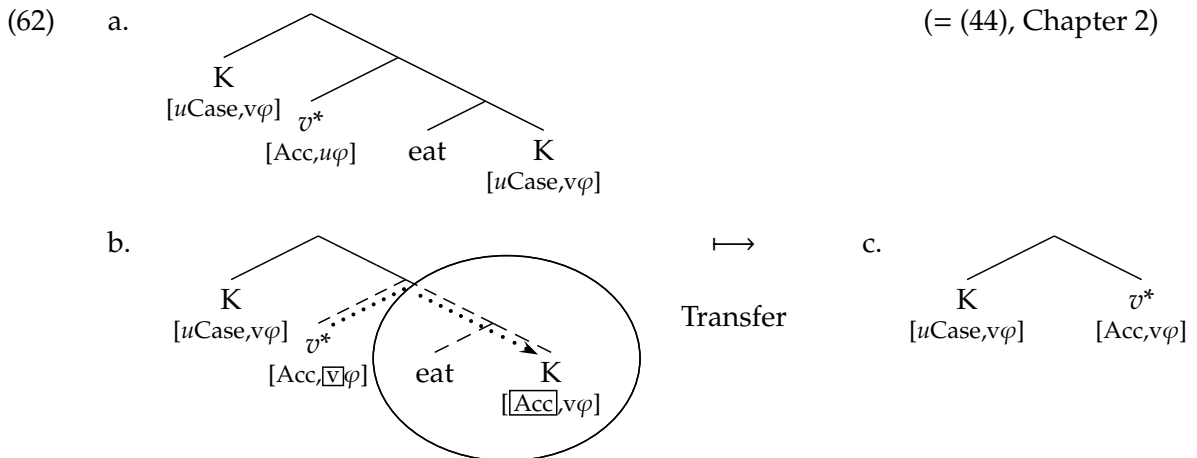 (62) a. (= (44), Chapter 2)
K
[uCase,vφ] v*
[Acc,uφ] eat K
[uCase,vφ]
b. ⟼ c.
K K v*
[uCase,vφ] v* Transfer [uCase,vφ] [Acc,vφ]
[Acc,vφ] eat K
[Acc,vφ]